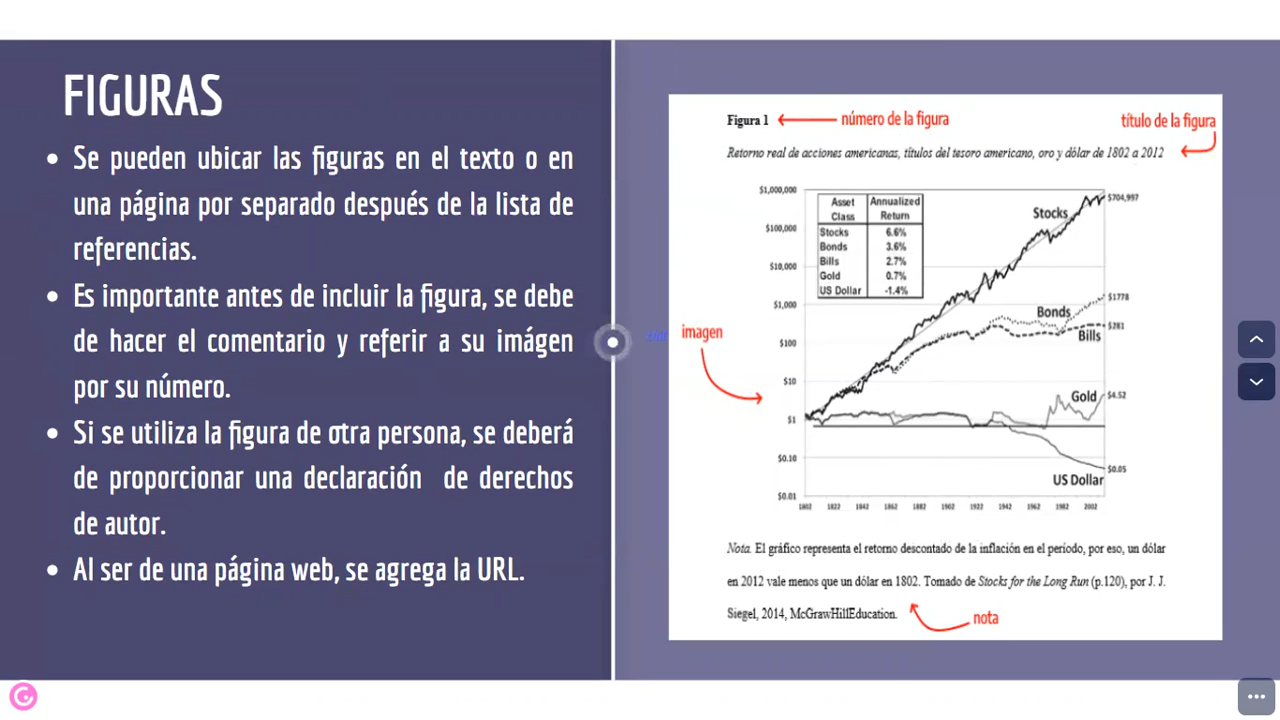 FIGURAS
• Se pueden ubicar las figuras en el texto o en
una página por separado después de la lista de
referencias.
• Es importante antes de incluir la figura, se debe
de hacer el comentario y referir a su imágen
por su número.
• Si se utiliza la figura de otra persona, se deberá
de proporcionar una declaración de derechos
de autor.
• Al ser de una página web, se agrega la URL.
Figura 1
número de la figura
título de la figura
Retorno real de acciones americanas, títulos del tesoro americano, oro y dólar de 1802 a 2012
imagen
$1,000,000
$100,000
$10,000
$1,000
$100
$10
$1
$0.10
$0.01
Asset Class Annualized Return
Stocks 6.6%
Bonds 3.6%
Bills 2.7%
Gold 0.7%
US Dollar -1.4%
Stocks
$704,997
Bonds
$1778
Bills
$281
Gold
$4.52
US Dollar
$0.05
1802 1822 1842 1862 1882 1902 1922 1942 1962 1982 2002
Nota. El gráfico representa el retorno descontado de la inflación en el período, por eso, un dólar
en 2012 vale menos que un dólar en 1802. Tomado de Stocks for the Long Run (p.120), por J. J.
Siegel, 2014, McGrawHillEducation.
nota